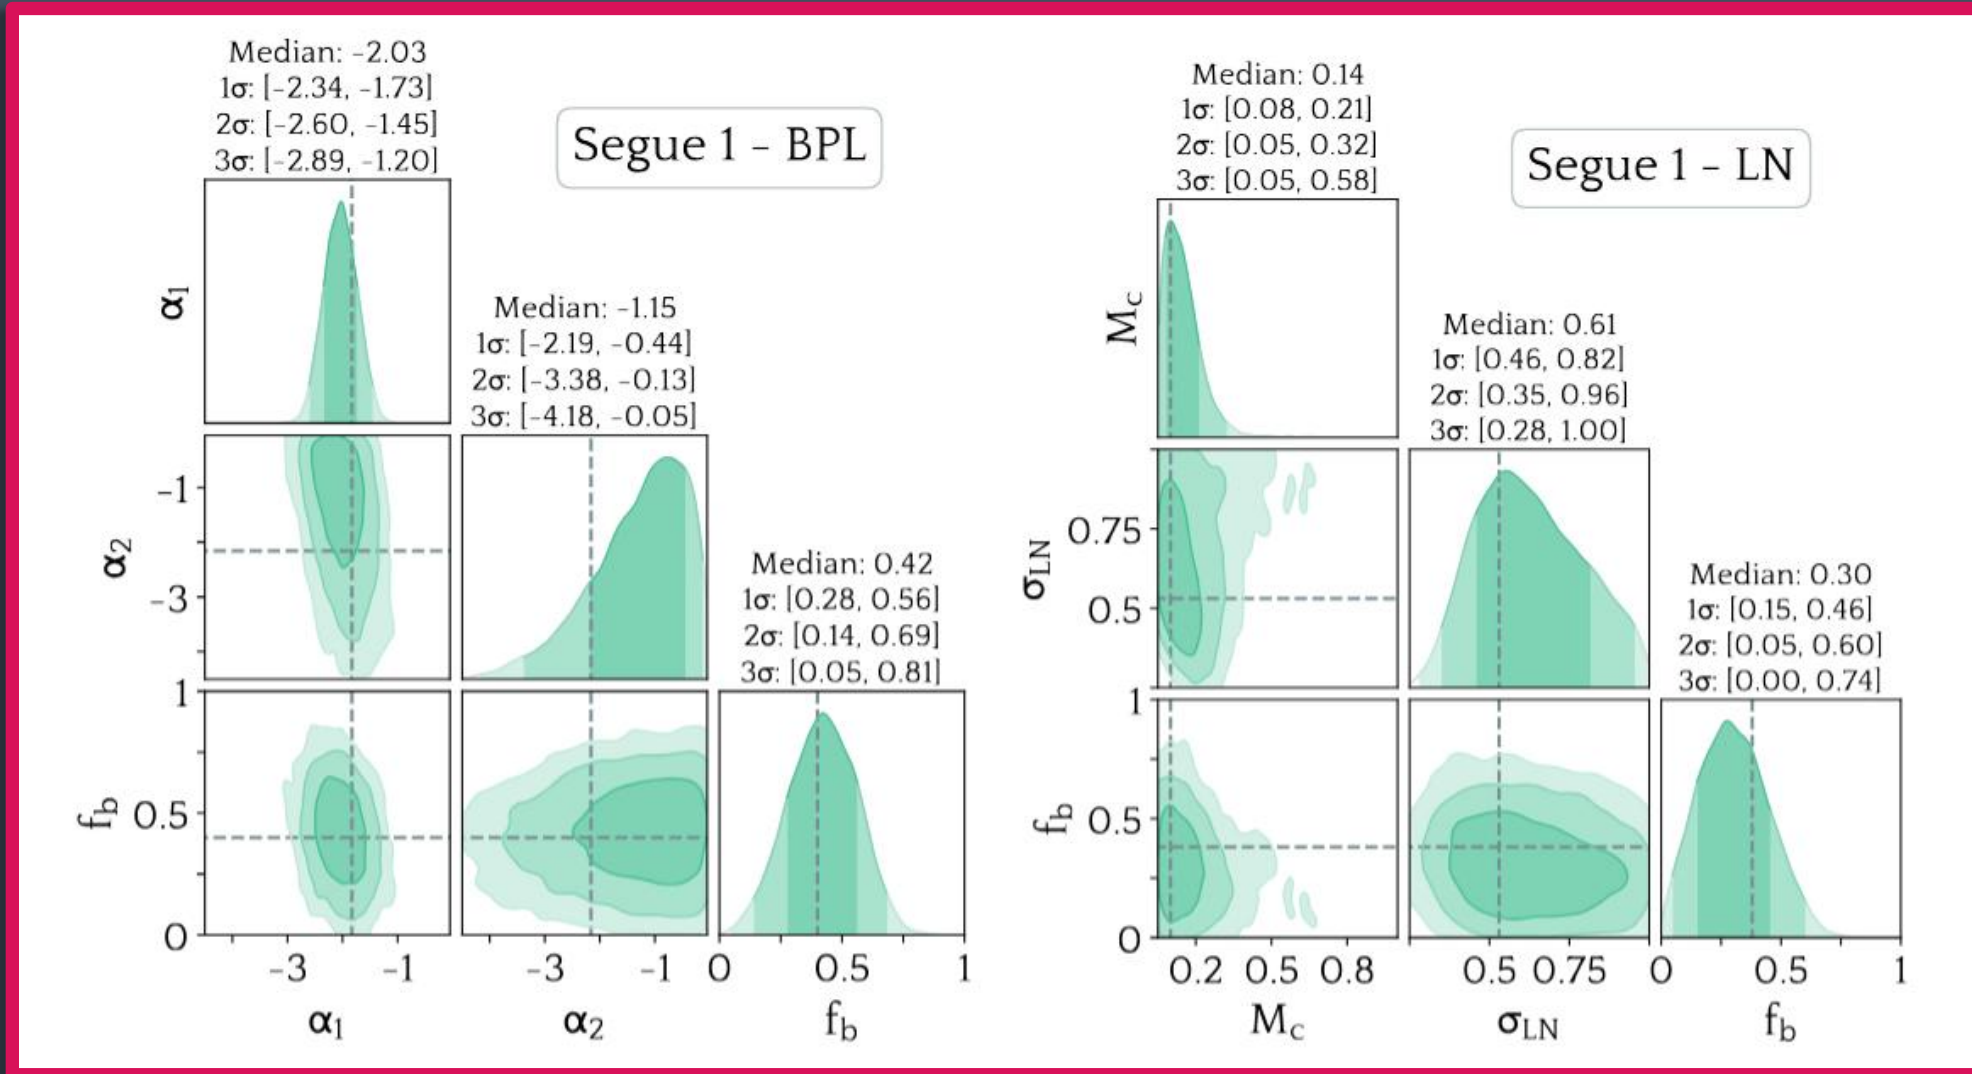 Median: -2.03
1σ: [-2.34, -1.73]
2σ: [-2.60, -1.45]
3σ: [-2.89, -1.20]
Segue 1 - BPL
α1
Median: -1.15
1σ: [-2.19, -0.44]
2σ: [-3.38, -0.13]
3σ: [-4.18, -0.05]
-1
-3
α2
Median: 0.42
1σ: [0.28, 0.56]
2σ: [0.14, 0.69]
3σ: [0.05, 0.81]
1
0.5
0
fb
-3 -1
-3 -1
0 0.5 1
α1
α2
fb
Median: 0.14
1σ: [0.08, 0.21]
2σ: [0.05, 0.32]
3σ: [0.05, 0.58]
Segue 1 - LN
Mc
Median: 0.61
1σ: [0.46, 0.82]
2σ: [0.35, 0.96]
3σ: [0.28, 1.00]
0.75
0.5
σLN
Median: 0.30
1σ: [0.15, 0.46]
2σ: [0.05, 0.60]
3σ: [0.00, 0.74]
1
0.5
0
fb
0.2 0.5 0.8
0.5 0.75
0 0.5 1
Mc
σLN
fb